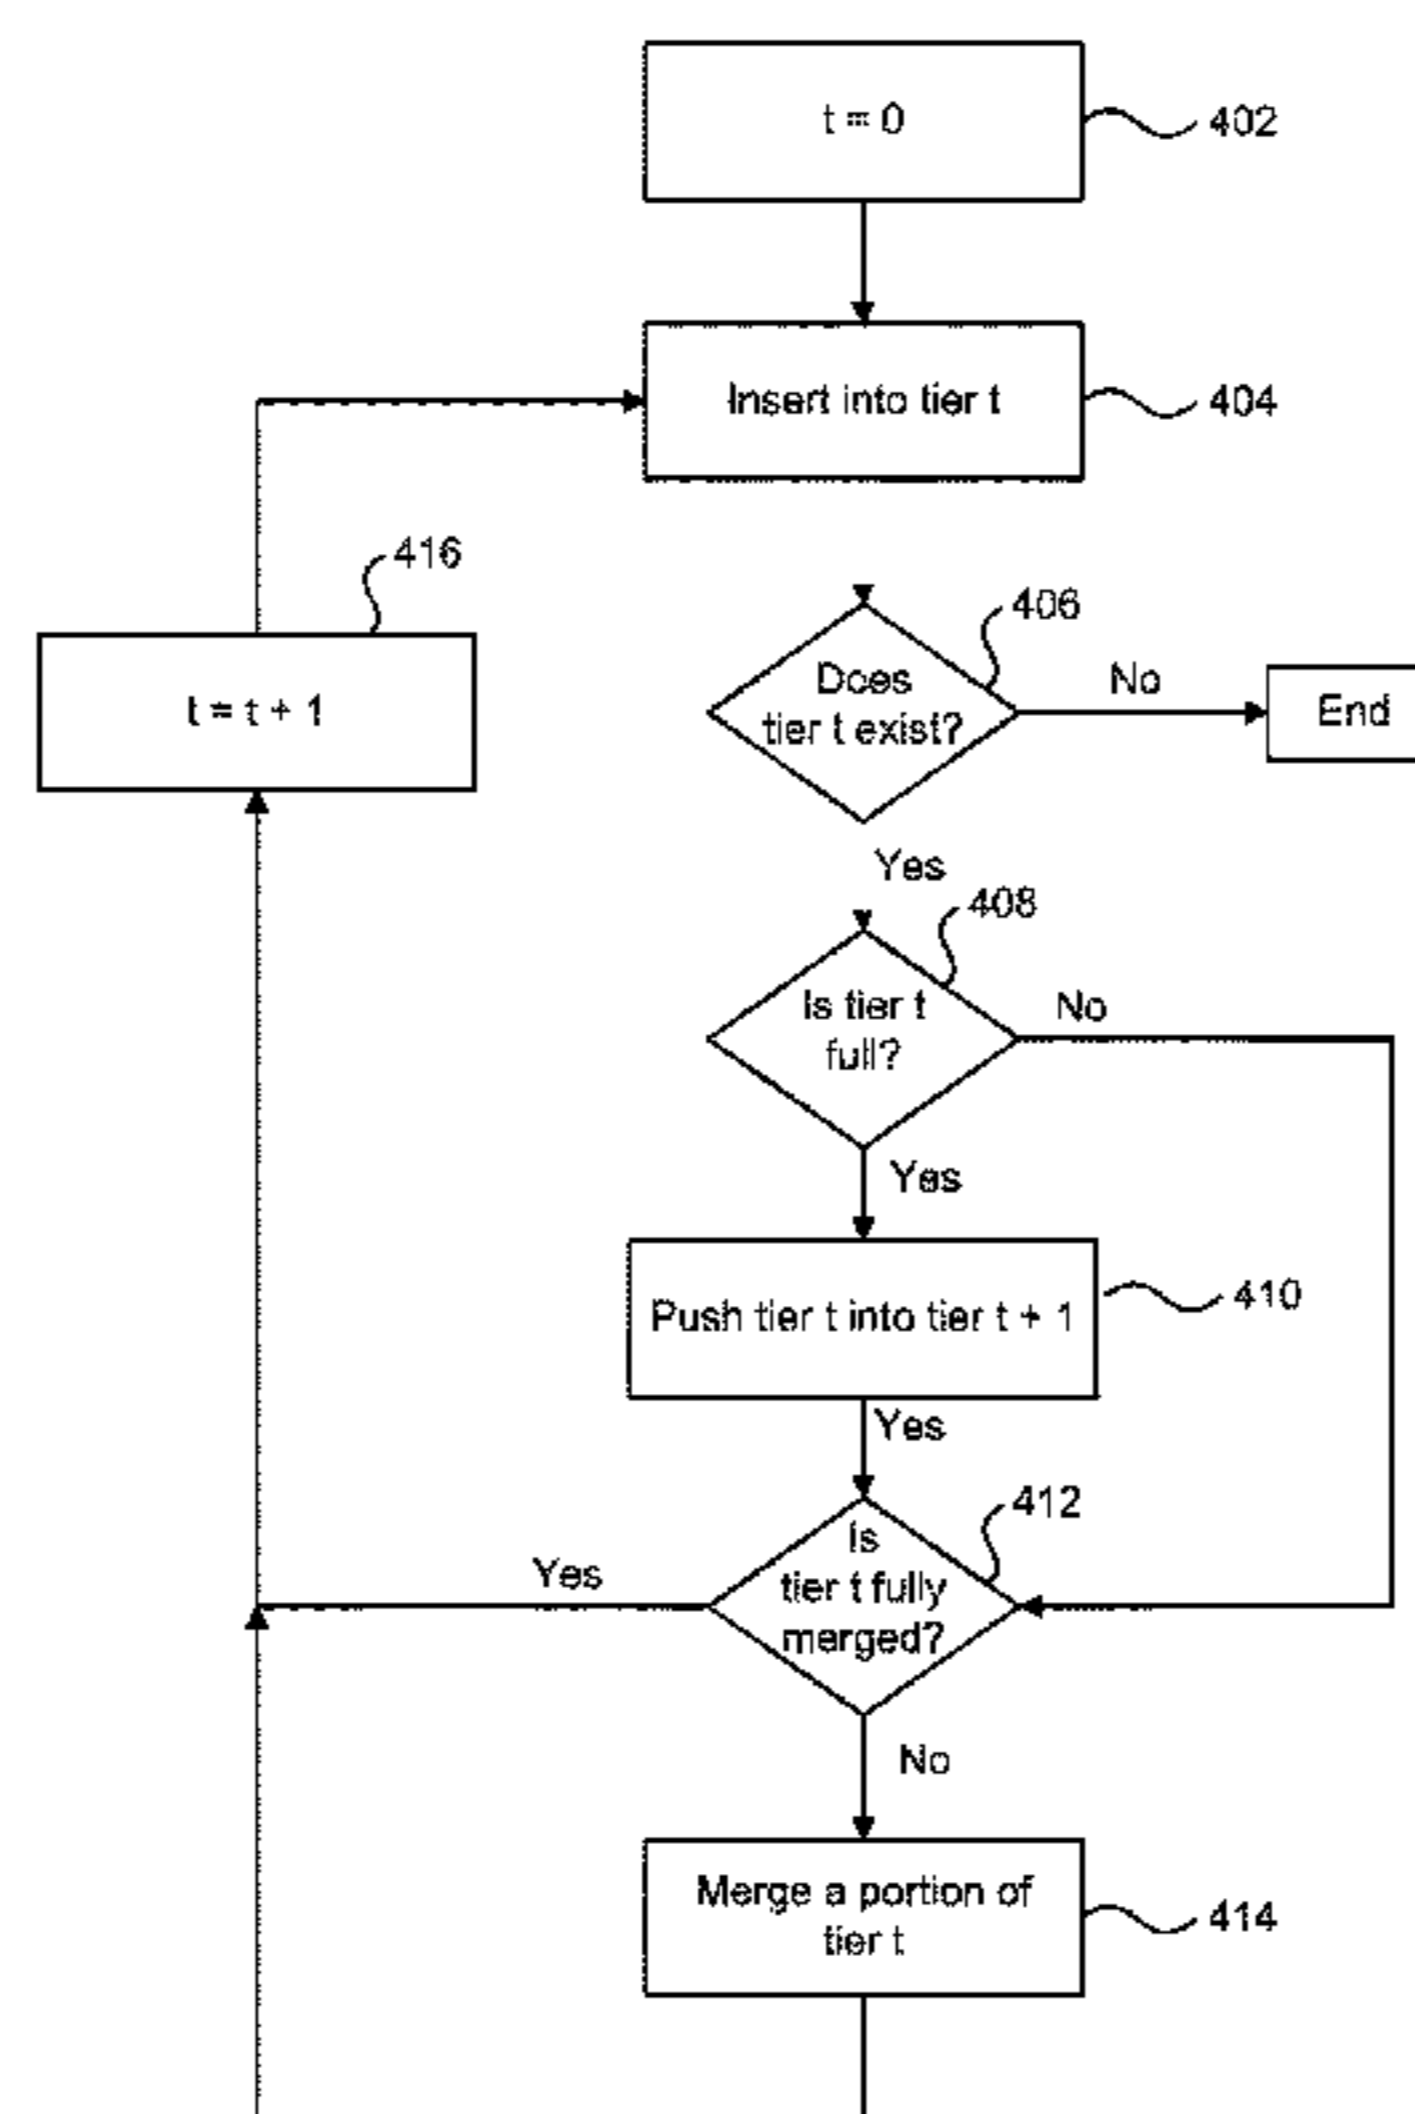 t = 0
402
Insert into tier t
404
416
t = t + 1
406
Does
tier t exist?
No
End
Yes
408
Is tier t
full?
No
Yes
Push tier t into tier t + 1
410
Yes
412
Is
tier t fully
merged?
Yes
No
Merge a portion of
tier t
414